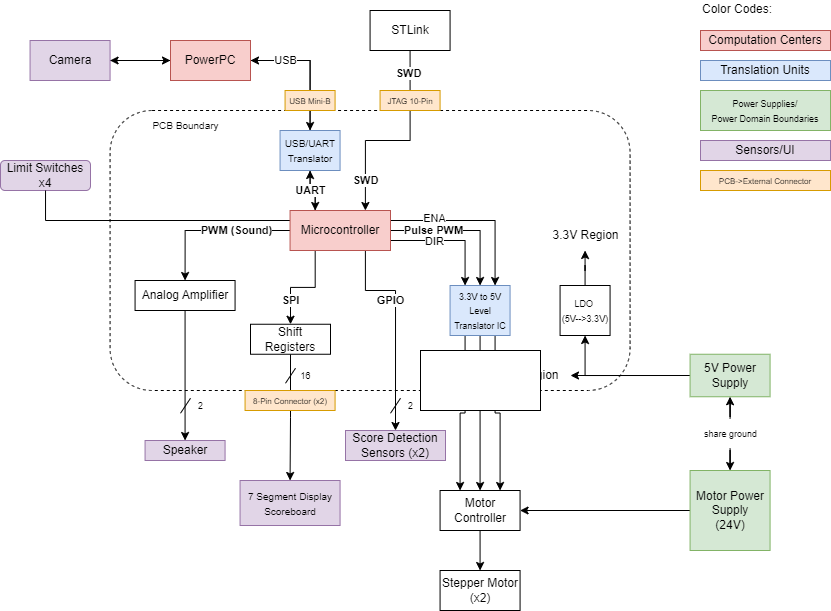 Color Codes:
STLink
Camera
PowerPC
USB
Computation Centers
SWD
Translation Units
USB Mini-B
JTAG 10-Pin
Power Supplies/
Power Domain Boundaries
PCB Boundary
USB/UART
Translator
Sensors/UI
Limit Switches
x4
UART
SWD
PCB->External Connector
ENA
PWM (Sound)
Microcontroller
Pulse PWM
DIR
3.3V Region
Analog Amplifier
SPI
GPIO
3.3V to 5V
Level
Translator IC
LDO
(5V-->3.3V)
Shift
Registers
16
ion
5V Power
Supply
8-Pin Connector (x2)
2
2
share ground
Speaker
Score Detection
Sensors (x2)
7 Segment Display
Scoreboard
Motor
Controller
Motor Power
Supply
(24V)
Stepper Motor
(x2)